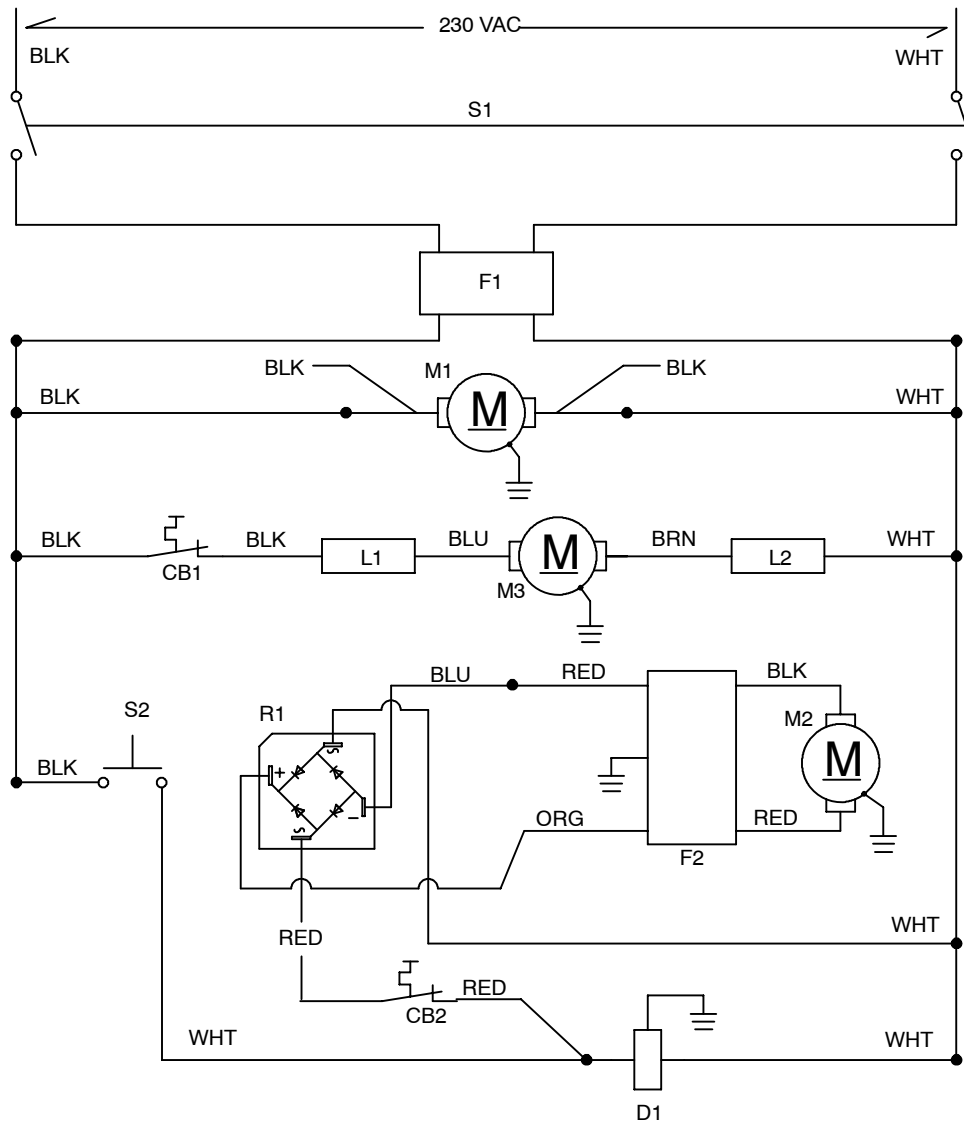 230 VAC
BLK
WHT
S1
F1
BLK
M1
BLK
BLK
M
WHT
BLK
BLK
L1
BLU
M
BRN
L2
WHT
CB1
M3
BLU
RED
BLK
S2
R1
M2
BLK
S
+
M
–
S
ORG
RED
F2
WHT
RED
RED
CB2
WHT
WHT
D1